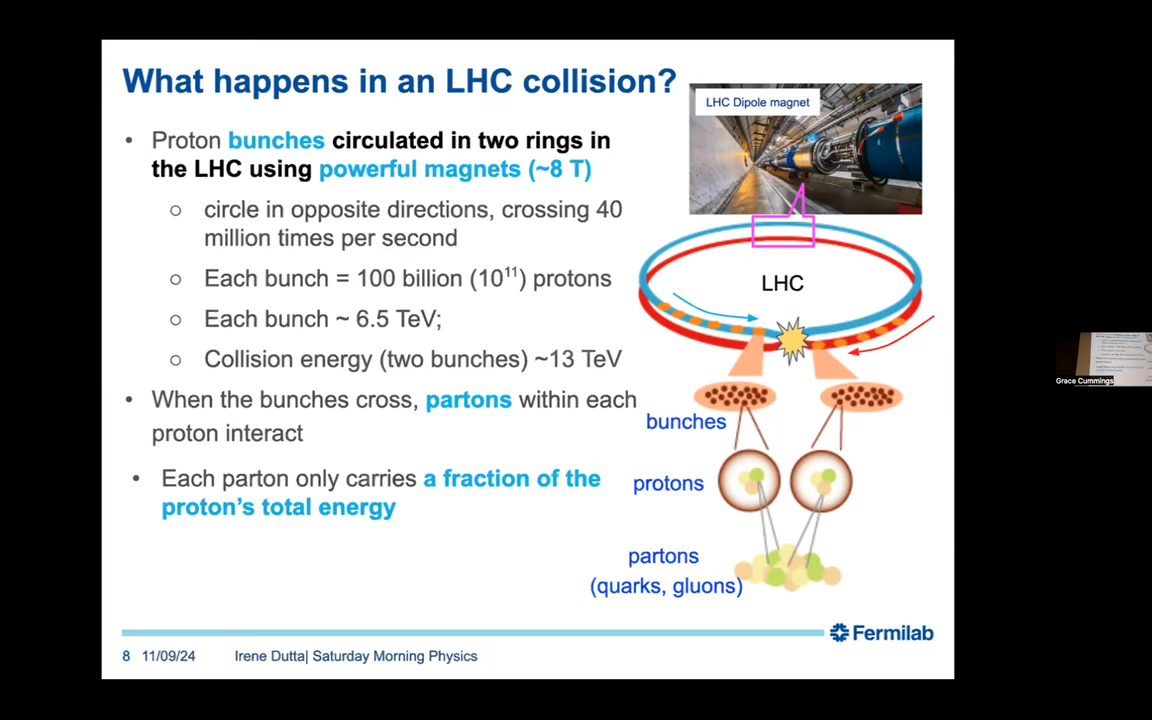 What happens in an LHC collision?
LHC Dipole magnet
• Proton bunches circulated in two rings in
the LHC using powerful magnets (~8 T)
○ circle in opposite directions, crossing 40
million times per second
○ Each bunch = 100 billion (10¹¹) protons
○ Each bunch ~ 6.5 TeV;
○ Collision energy (two bunches) ~13 TeV
• When the bunches cross, partons within each
proton interact
• Each parton only carries a fraction of the
proton’s total energy
LHC
bunches
protons
partons
(quarks, gluons)
Fermilab
8 11/09/24 Irene Dutta| Saturday Morning Physics
Grace Cummings